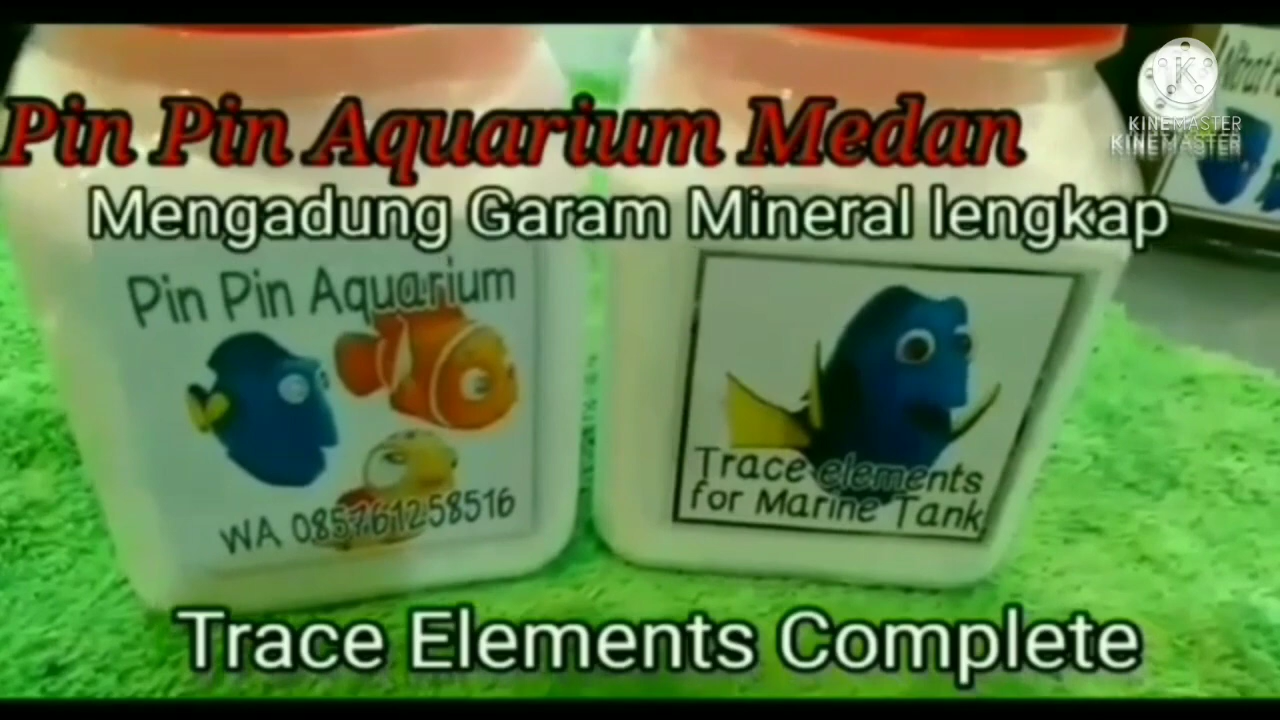 Pin Pin Aquarium Medan
KINEMASTER
KINEMASTER
Mengadung Garam Mineral lengkap
Pin Pin Aquarium
WA 085761258516
Trace elements
for Marine Tank
Trace Elements Complete